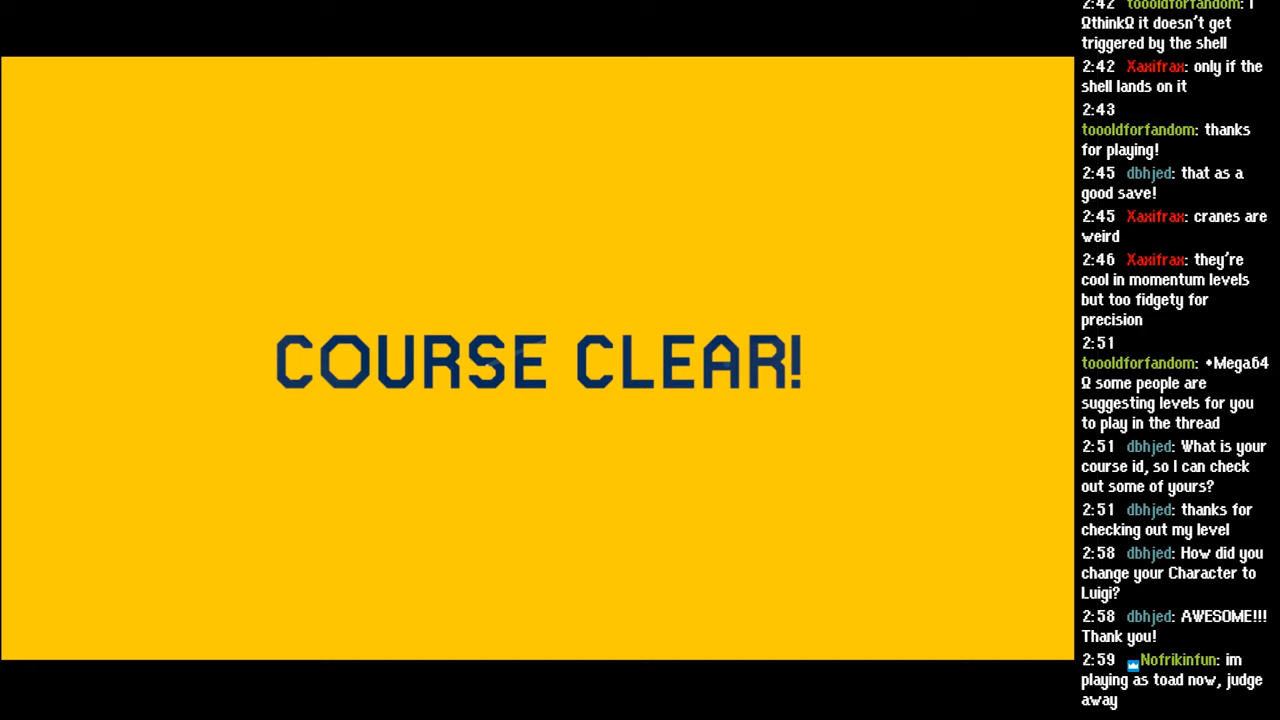 COURSE CLEAR!
2:42 toooldforfandom: I
ΩthinkΩ it doesn't get
triggered by the shell
2:42 Xaxifrax: only if the
shell lands on it
2:43
toooldforfandom: thanks
for playing!
2:45 dbhjed: that as a
good save!
2:45 Xaxifrax: cranes are
weird
2:46 Xaxifrax: they're
cool in momentum levels
but too fidgety for
precision
2:51
toooldforfandom: +Mega64
Ω some people are
suggesting levels for you
to play in the thread
2:51 dbhjed: What is your
course id, so I can check
out some of yours?
2:51 dbhjed: thanks for
checking out my level
2:58 dbhjed: How did you
change your Character to
Luigi?
2:58 dbhjed: AWESOME!!!
Thank you!
2:59 Nofrikinfun: im
playing as toad now, judge
away